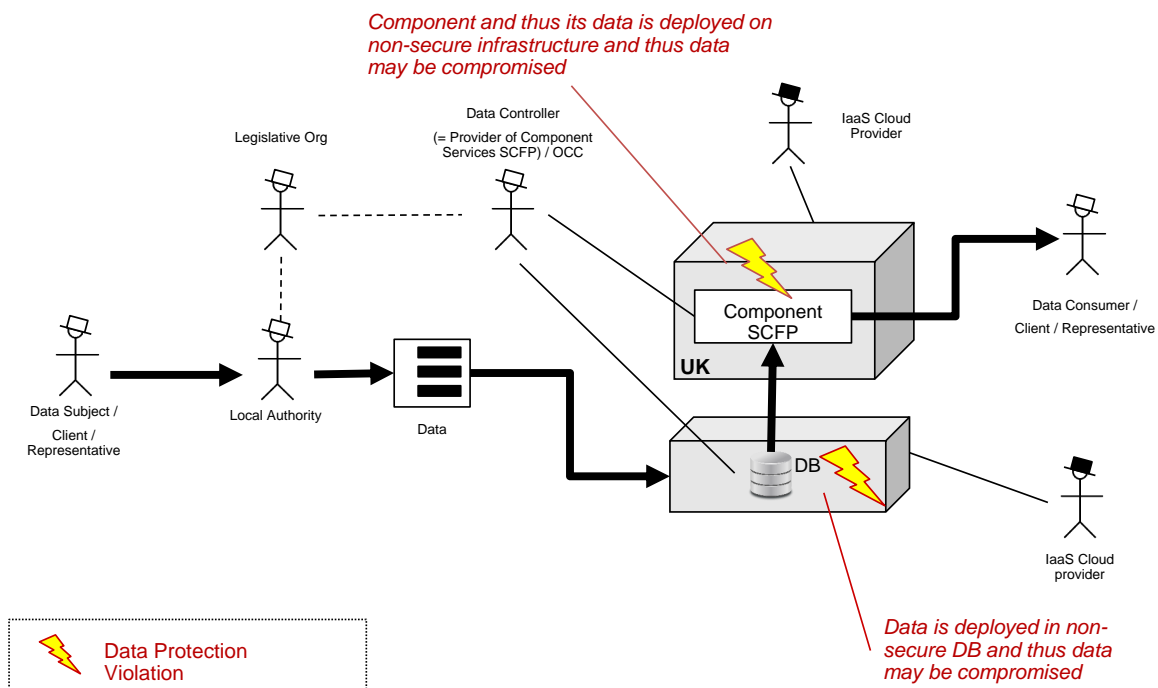 Component and thus its data is deployed on
non-secure infrastructure and thus data
may be compromised
Legislative Org
Data Controller
(= Provider of Component
Services SCFP) / OCC
IaaS Cloud
Provider
Component
SCFP
UK
Data Consumer /
Client / Representative
Data Subject /
Client /
Representative
Local Authority
Data
DB
IaaS Cloud
provider
Data is deployed in non-
secure DB and thus data
may be compromised
Data Protection
Violation